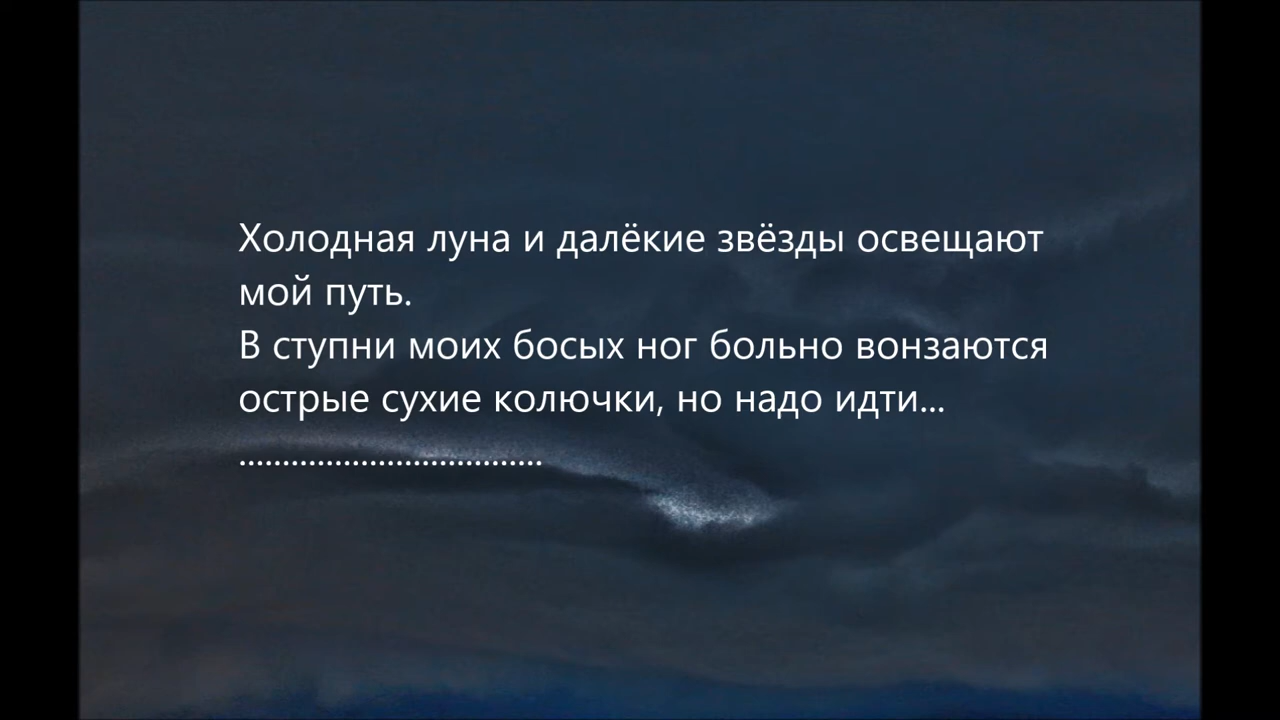 Холодная луна и далёкие звёзды освещают
мой путь.
В ступни моих босых ног больно вонзаются
острые сухие колючки, но надо идти...
...................................